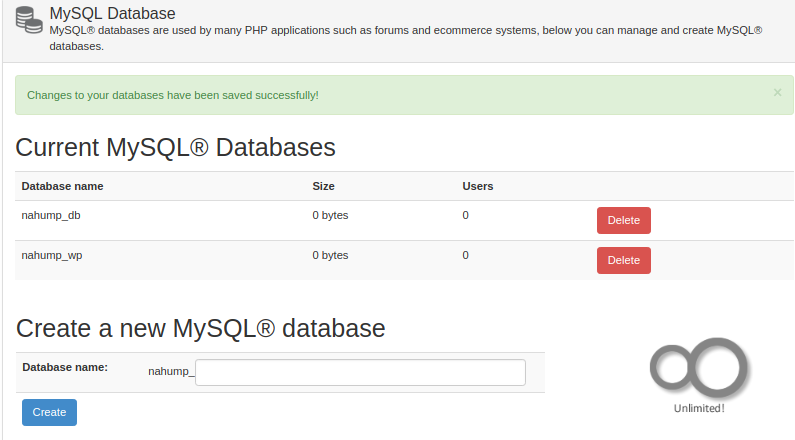 MySQL Database
MySQL® databases are used by many PHP applications such as forums and ecommerce systems, below you can manage and create MySQL®
databases.
Changes to your databases have been saved successfully! ×
Current MySQL® Databases
Database name Size Users
nahump_db 0 bytes 0 Delete
nahump_wp 0 bytes 0 Delete
Create a new MySQL® database
Database name: nahump_
Create
Unlimited!